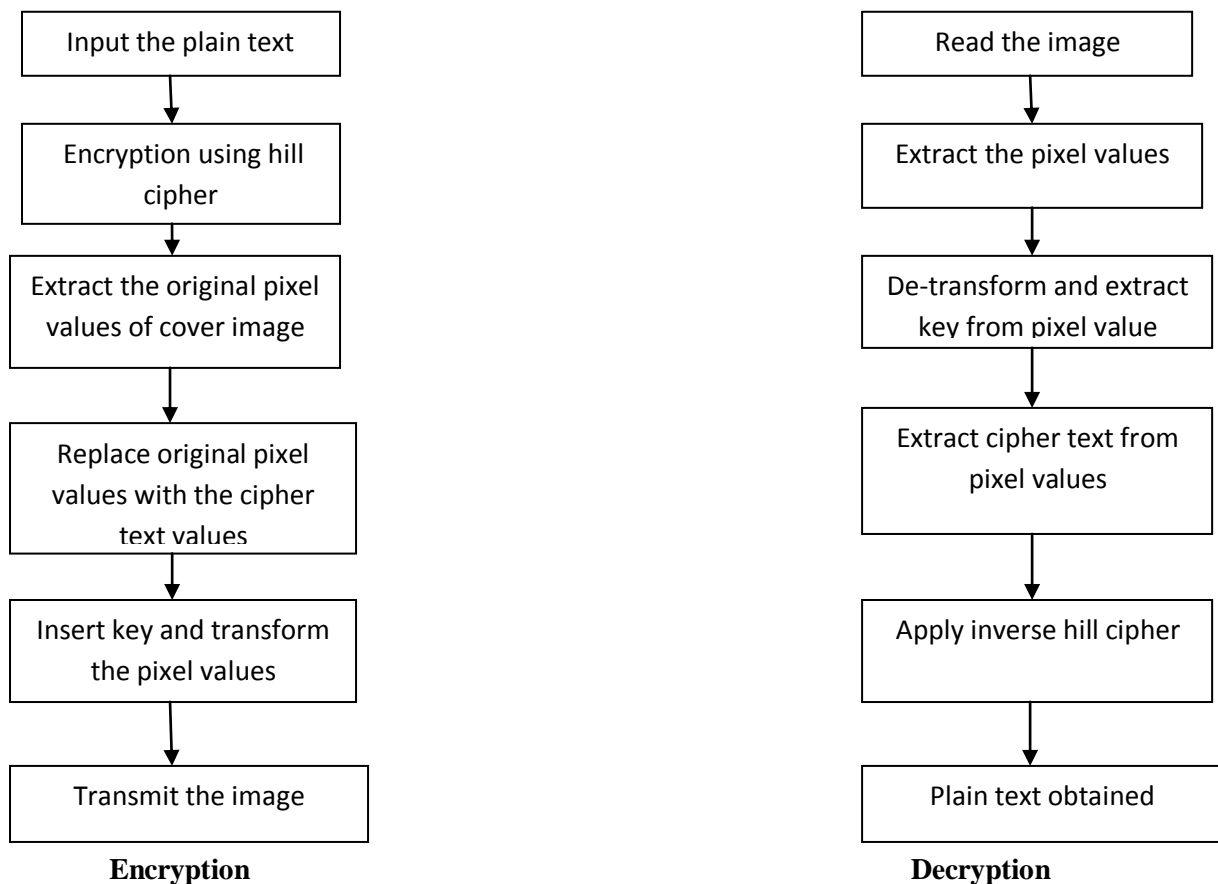 Input the plain text
Encryption using hill
cipher
Extract the original pixel
values of cover image
Replace original pixel
values with the cipher
text values
Insert key and transform
the pixel values
Transmit the image
Encryption
Read the image
Extract the pixel values
De-transform and extract
key from pixel value
Extract cipher text from
pixel values
Apply inverse hill cipher
Plain text obtained
Decryption